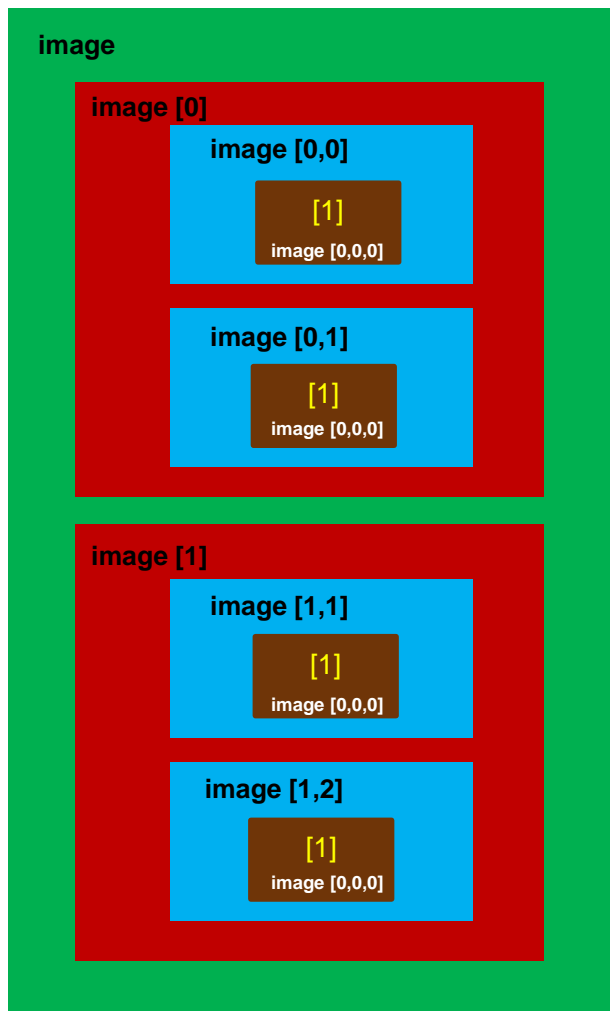 image
image [0]
image [0,0]
[1]
image [0,0,0]
image [0,1]
[1]
image [0,0,0]
image [1]
image [1,1]
[1]
image [0,0,0]
image [1,2]
[1]
image [0,0,0]